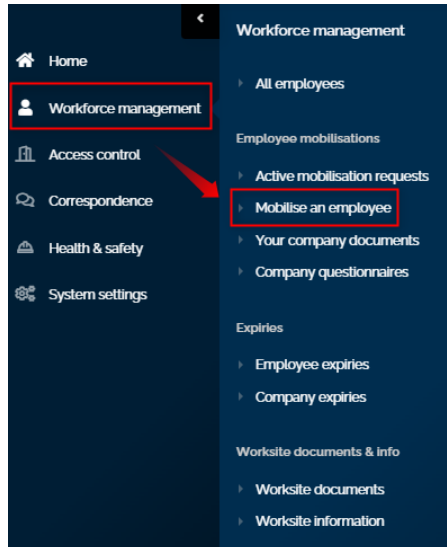 Home
Workforce management
Access control
Correspondence
Health & safety
System settings
Workforce management
All employees
Employee mobilisations
Active mobilisation requests
Mobilise an employee
Your company documents
Company questionnaires
Expiries
Employee expiries
Company expiries
Worksite documents & info
Worksite documents
Worksite information